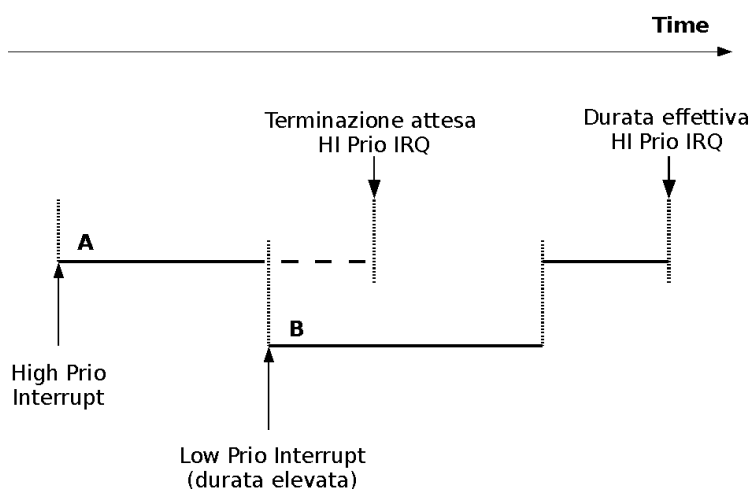 Time
Terminazione attesa
HI Prio IRQ
Durata effettiva
HI Prio IRQ
A
B
High Prio
Interrupt
Low Prio Interrupt
(durata elevata)